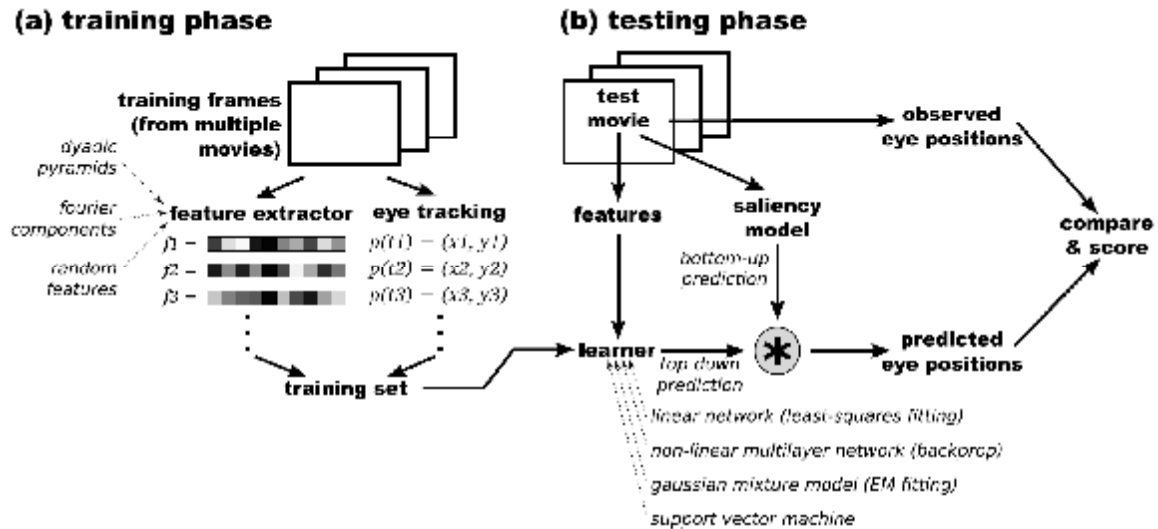 (a) training phase
training frames
(from multiple
movies)
dyadic
pyramids
fourier
components
random
features
feature extractor
eye tracking
f1 =
p(t1) = (x1, y1)
f2 =
p(t2) = (x2, y2)
f3 =
p(t3) = (x3, y3)
training set
(b) testing phase
test
movie
observed
eye positions
features
saliency
model
compare
& score
bottom-up
prediction
learner
*
top down
prediction
predicted
eye positions
linear network (least-squares fitting)
non-linear multilayer network (backprop)
gaussian mixture model (EM fitting)
support vector machine